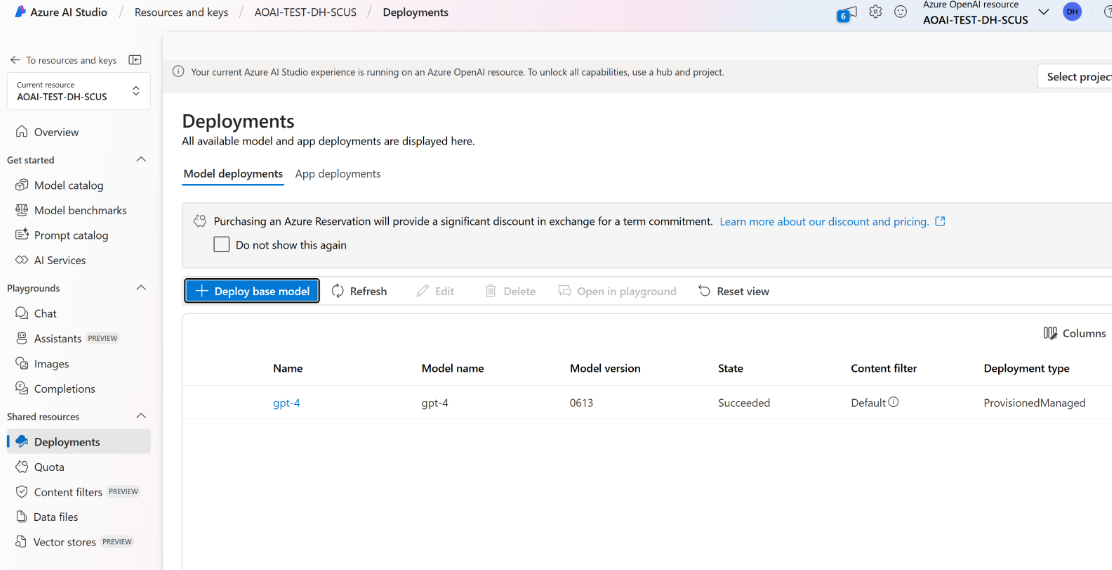 Azure AI Studio / Resources and keys / AOAI-TEST-DH-SCUS / Deployments
6
Azure OpenAI resource
AOAI-TEST-DH-SCUS
DH
To resources and keys
Current resource
AOAI-TEST-DH-SCUS
Overview
Get started
Model catalog
Model benchmarks
Prompt catalog
AI Services
Playgrounds
Chat
Assistants PREVIEW
Images
Completions
Shared resources
Deployments
Quota
Content filters PREVIEW
Data files
Vector stores PREVIEW
Your current Azure AI Studio experience is running on an Azure OpenAI resource. To unlock all capabilities, use a hub and project.
Select project
Deployments
All available model and app deployments are displayed here.
Model deployments App deployments
Purchasing an Azure Reservation will provide a significant discount in exchange for a term commitment. Learn more about our discount and pricing.
Do not show this again
Deploy base model Refresh Edit Delete Open in playground Reset view
Columns
Name Model name Model version State Content filter Deployment type
gpt-4 gpt-4 0613 Succeeded Default ProvisionedManaged